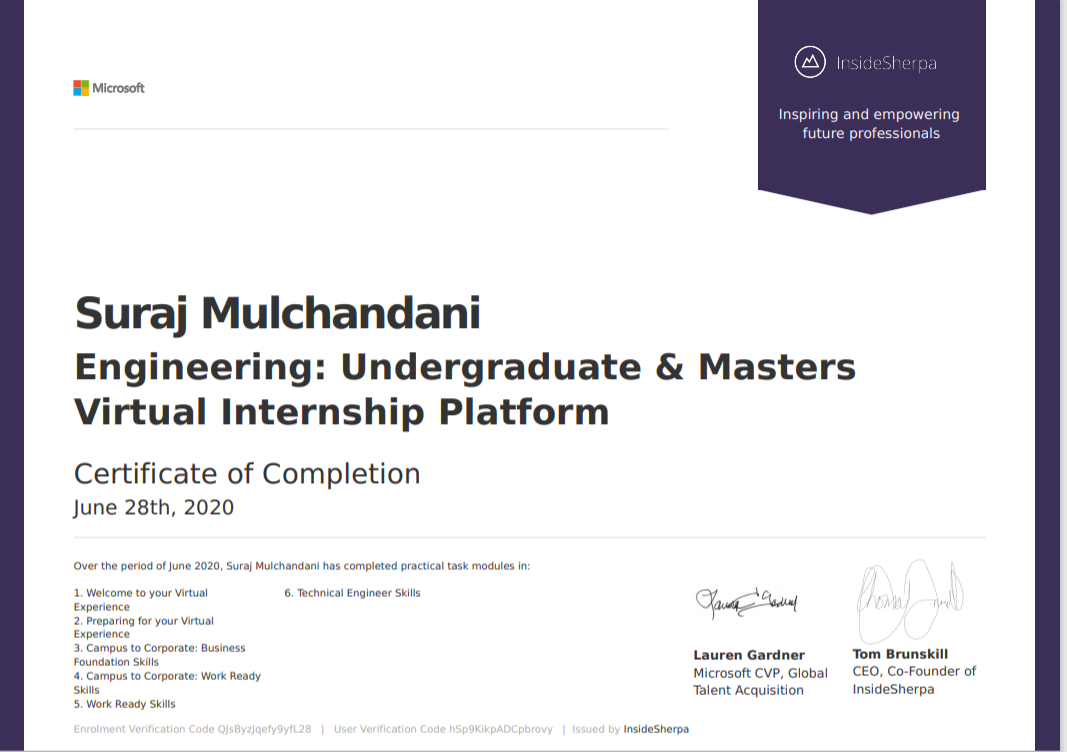 Microsoft
InsideSherpa
Inspiring and empowering
future professionals
Suraj Mulchandani
Engineering: Undergraduate & Masters
Virtual Internship Platform
Certificate of Completion
June 28th, 2020
Over the period of June 2020, Suraj Mulchandani has completed practical task modules in:
1. Welcome to your Virtual
Experience
2. Preparing for your Virtual
Experience
3. Campus to Corporate: Business
Foundation Skills
4. Campus to Corporate: Work Ready
Skills
5. Work Ready Skills
6. Technical Engineer Skills
Lauren Gardner
Microsoft CVP, Global
Talent Acquisition
Tom Brunskill
CEO, Co-Founder of
InsideSherpa
Enrolment Verification Code QJsByzJqefy9yfL28 | User Verification Code hSp9KikpADCpbrovy | Issued by InsideSherpa